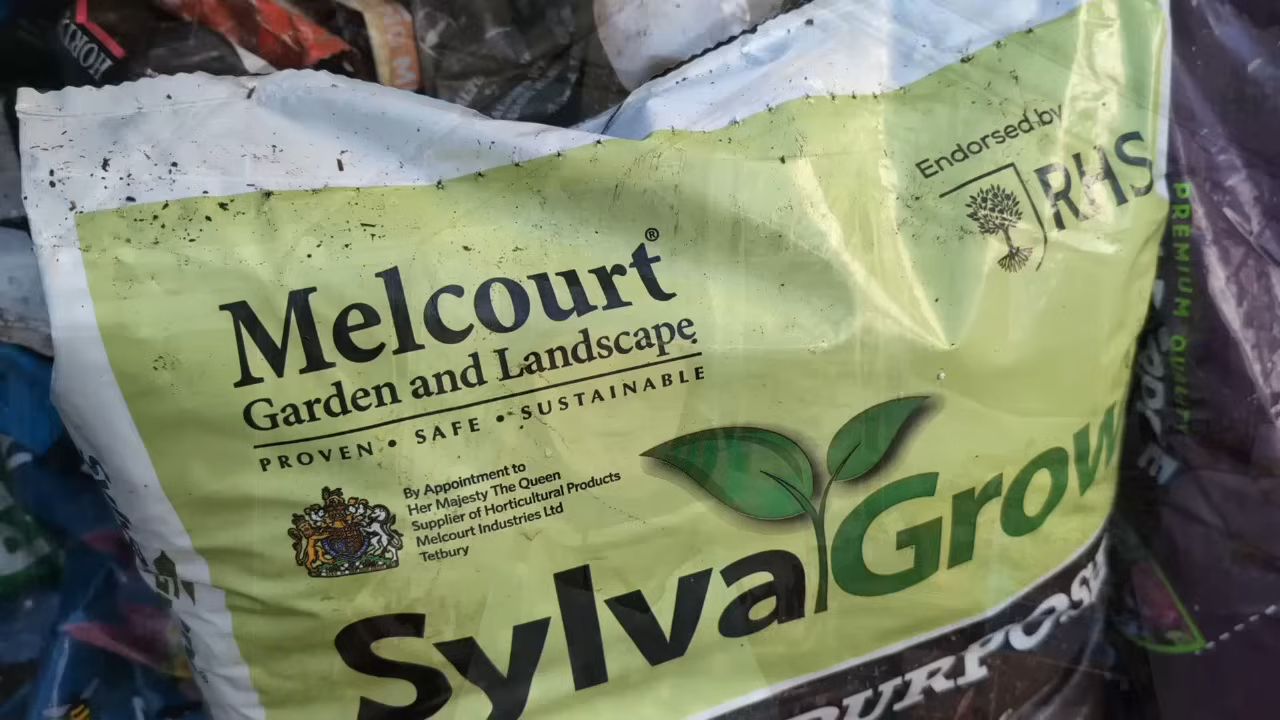 Endorsed by
RHS
Melcourt®
Garden and Landscape
PROVEN • SAFE • SUSTAINABLE
By Appointment to
Her Majesty The Queen
Supplier of Horticultural Products
Melcourt Industries Ltd
Tetbury
SylvaGrow
PURPOSE
PREMIUM